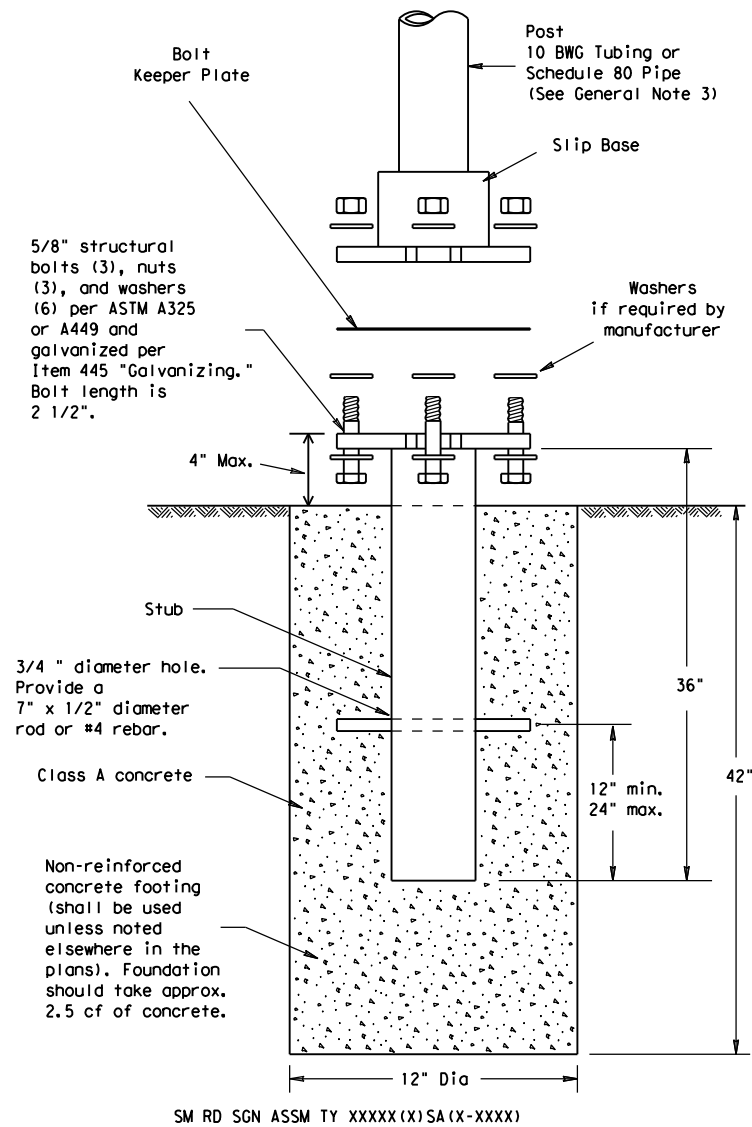 Bolt
Keeper Plate
Post
10 BWG Tubing or
Schedule 80 Pipe
(See General Note 3)
Slip Base
5/8" structural
bolts (3), nuts
(3), and washers
(6) per ASTM A325
or A449 and
galvanized per
Item 445 "Galvanizing."
Bolt length is
2 1/2".
Washers
if required by
manufacturer
4" Max.
Stub
3/4 " diameter hole.
Provide a
7" x 1/2" diameter
rod or #4 rebar.
36"
Class A concrete
12" min.
24" max.
42"
Non-reinforced
concrete footing
(shall be used
unless noted
elsewhere in the
plans). Foundation
should take approx.
2.5 cf of concrete.
12" Dia
SM RD SGN ASSM TY XXXXX(X)SA(X-XXXX)